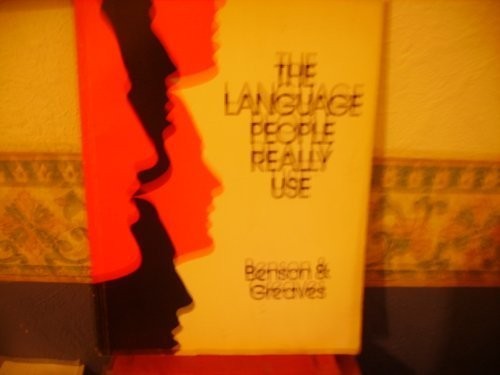 THE
LANGUAGE
PEOPLE
REALLY
USE
Benson &
Greaves